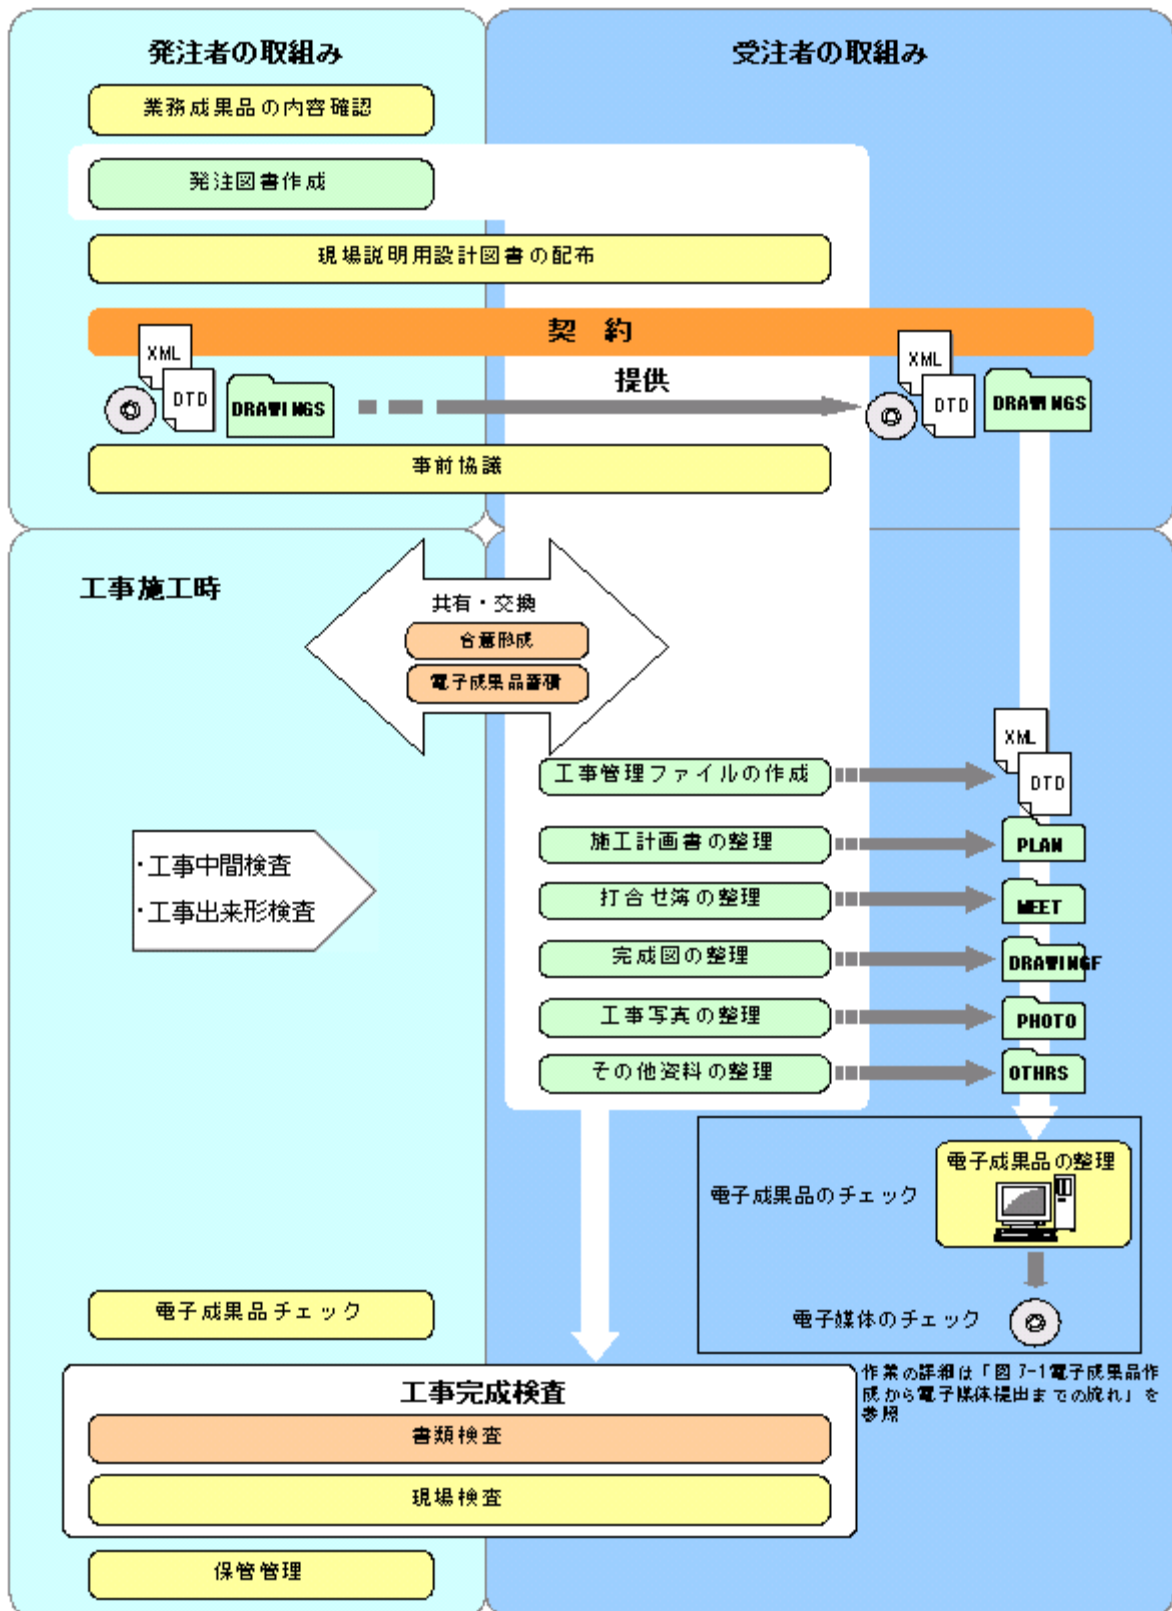 発注者の取組み
受注者の取組み
業務成果品の内容確認
発注図書作成
現場説明用設計図書の配布
契 約
XML
DTD
DRAWINGS
提供
XML
DTD
DRAWINGS
事前協議
工事施工時
共有・交換
合意形成
電子成果品蓄積
工事管理ファイルの作成
XML
DTD
施工計画書の整理
PLAN
・工事中間検査
・工事出来形検査
打合せ簿の整理
MEET
完成図の整理
DRAWINGF
工事写真の整理
PHOTO
その他資料の整理
OTHRS
電子成果品の整理
電子成果品のチェック
電子媒体のチェック
電子成果品チェック
作業の詳細は「図7-1電子成果品作
成から電子媒体提出までの流れ」を
参照
工事完成検査
書類検査
現場検査
保管管理